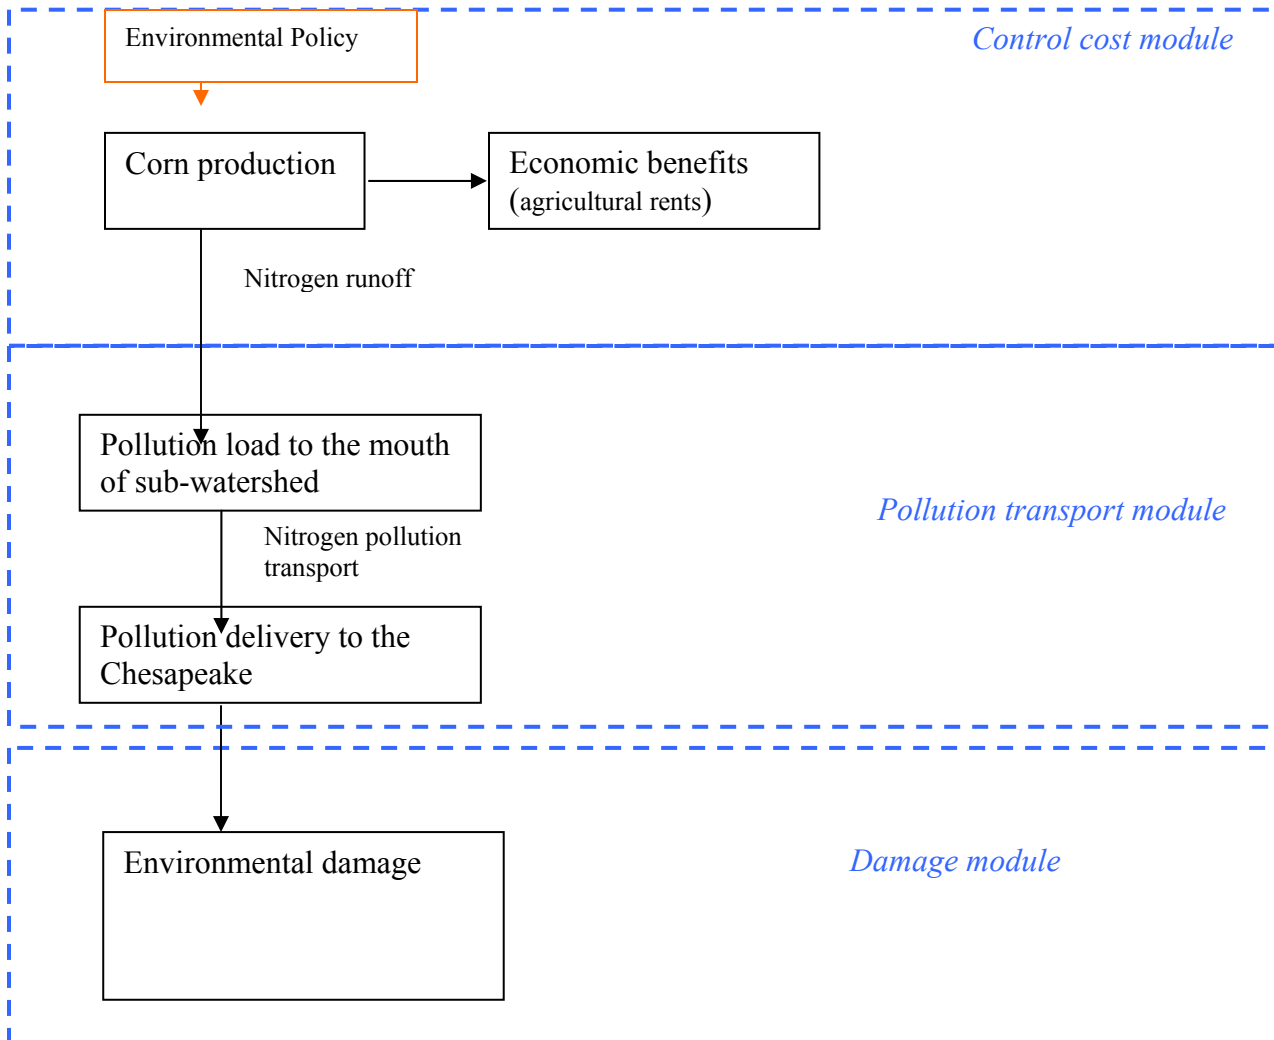 Environmental Policy
Control cost module
Corn production
Economic benefits
(agricultural rents)
Nitrogen runoff
Pollution load to the mouth
of sub-watershed
Pollution transport module
Nitrogen pollution
transport
Pollution delivery to the
Chesapeake
Environmental damage
Damage module